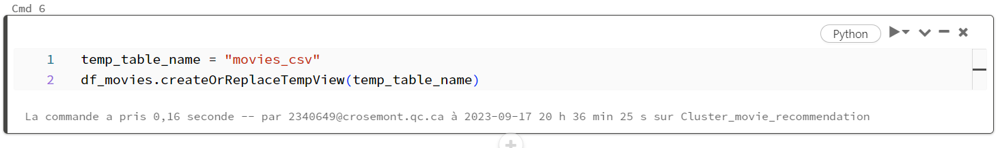 Cmd 6
Python
1 temp_table_name = "movies_csv"
2 df_movies.createOrReplaceTempView(temp_table_name)
La commande a pris 0,16 seconde -- par 2340649@crosemont.qc.ca à 2023-09-17 20 h 36 min 25 s sur Cluster_movie_recommendation